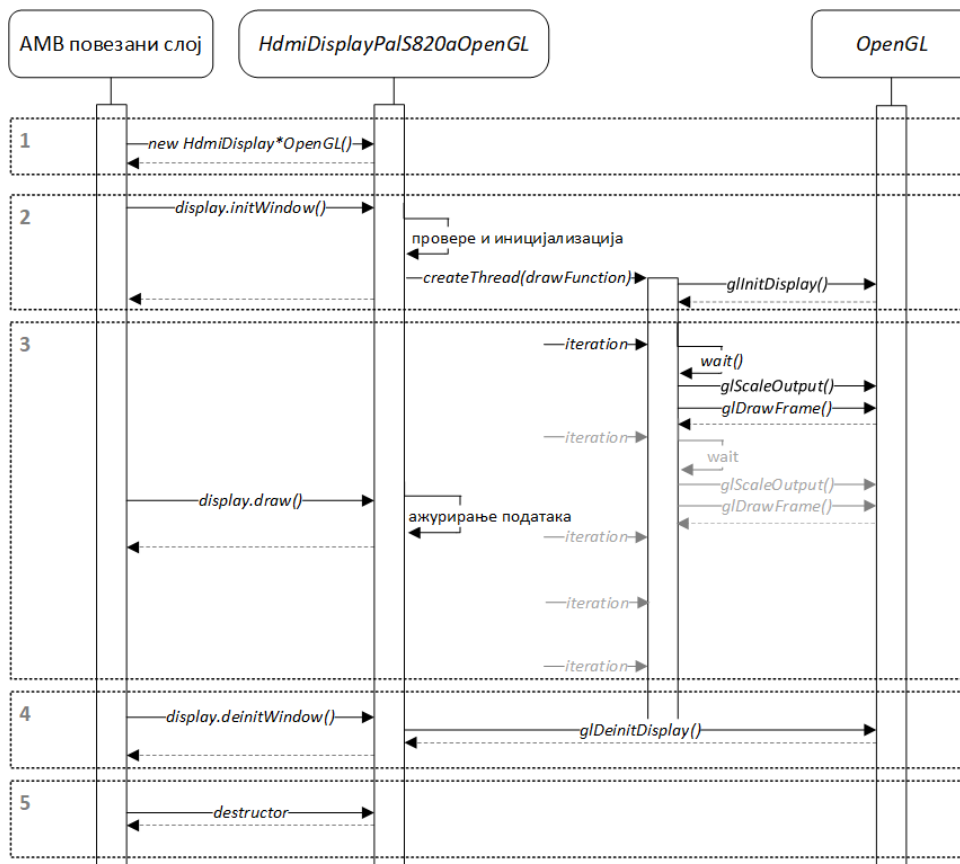 АМВ повезани слој
HdmiDisplayPalS820aOpenGL
OpenGL
1
new HdmiDisplay*OpenGL()
2
display.initWindow()
провере и иницијализација
createThread(drawFunction)
glInitDisplay()
3
iteration
wait()
glScaleOutput()
glDrawFrame()
iteration
wait
glScaleOutput()
display.draw()
glDrawFrame()
ажурирање података
iteration
iteration
iteration
4
display.deinitWindow()
glDeinitDisplay()
5
destructor